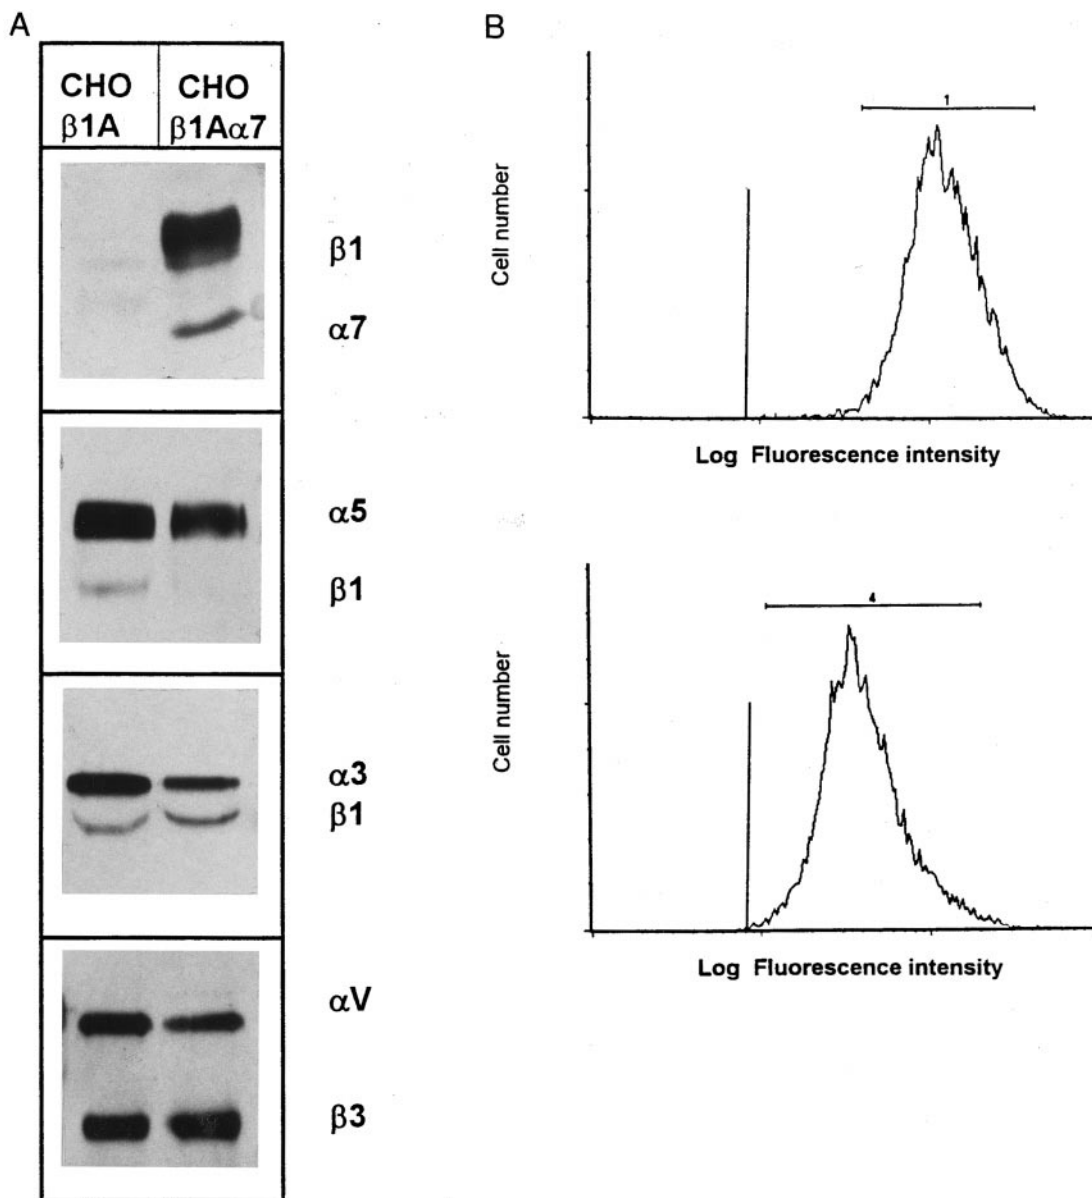 A
CHO β1A
CHO β1Aα7
β1
α7
α5
β1
α3
β1
αV
β3
B
1
Cell number
Log Fluorescence intensity
4
Cell number
Log Fluorescence intensity